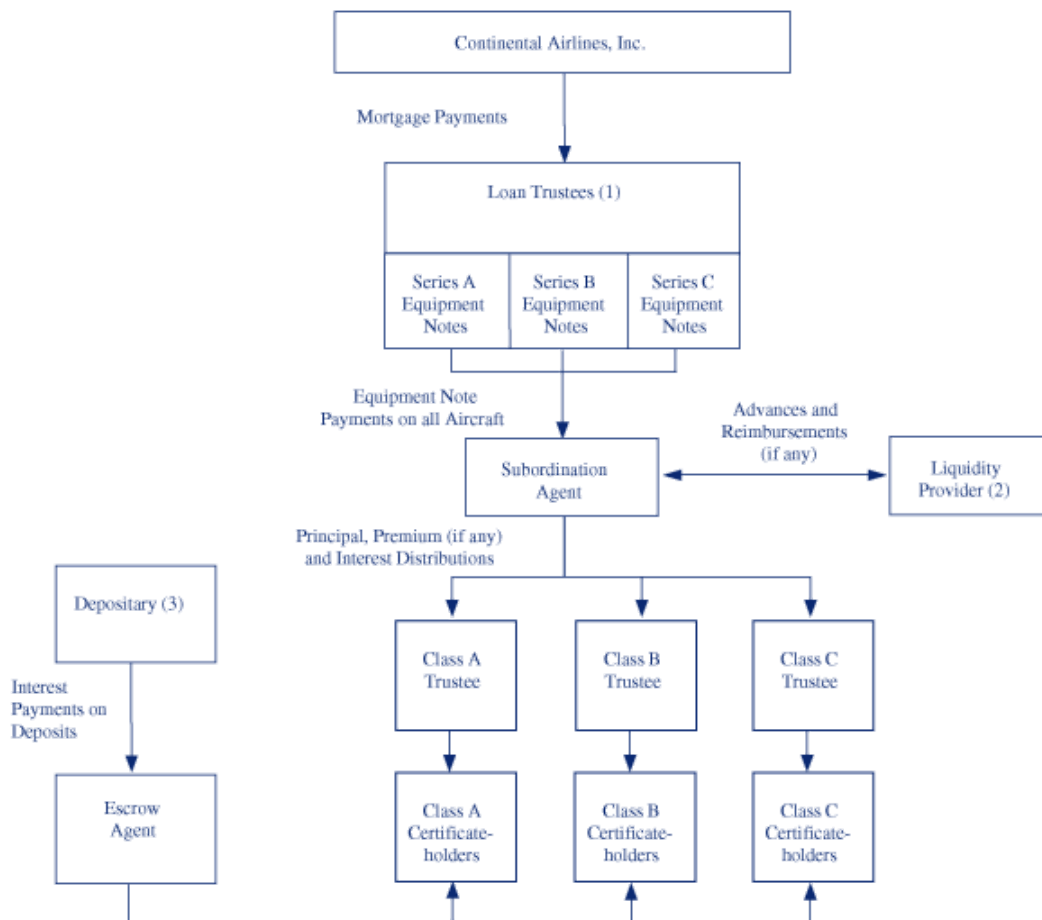 Continental Airlines, Inc.
Mortgage Payments
Loan Trustees (1)
Series A
Equipment
Notes
Series B
Equipment
Notes
Series C
Equipment
Notes
Equipment Note
Payments on all Aircraft
Advances and
Reimbursements
(if any)
Subordination
Agent
Liquidity
Provider (2)
Principal, Premium (if any)
and Interest Distributions
Depositary (3)
Class A
Trustee
Class B
Trustee
Class C
Trustee
Interest
Payments on
Deposits
Escrow
Agent
Class A
Certificate-
holders
Class B
Certificate-
holders
Class C
Certificate-
holders